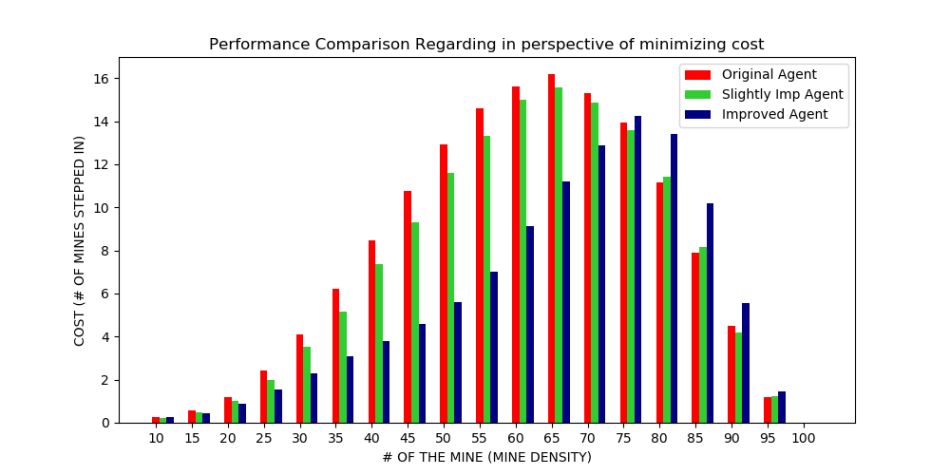 Performance Comparison Regarding in perspective of minimizing cost
Original Agent
Slightly Imp Agent
Improved Agent
COST (# OF MINES STEPPED IN)
16
14
12
10
8
6
4
2
0
10 15 20 25 30 35 40 45 50 55 60 65 70 75 80 85 90 95 100
# OF THE MINE (MINE DENSITY)